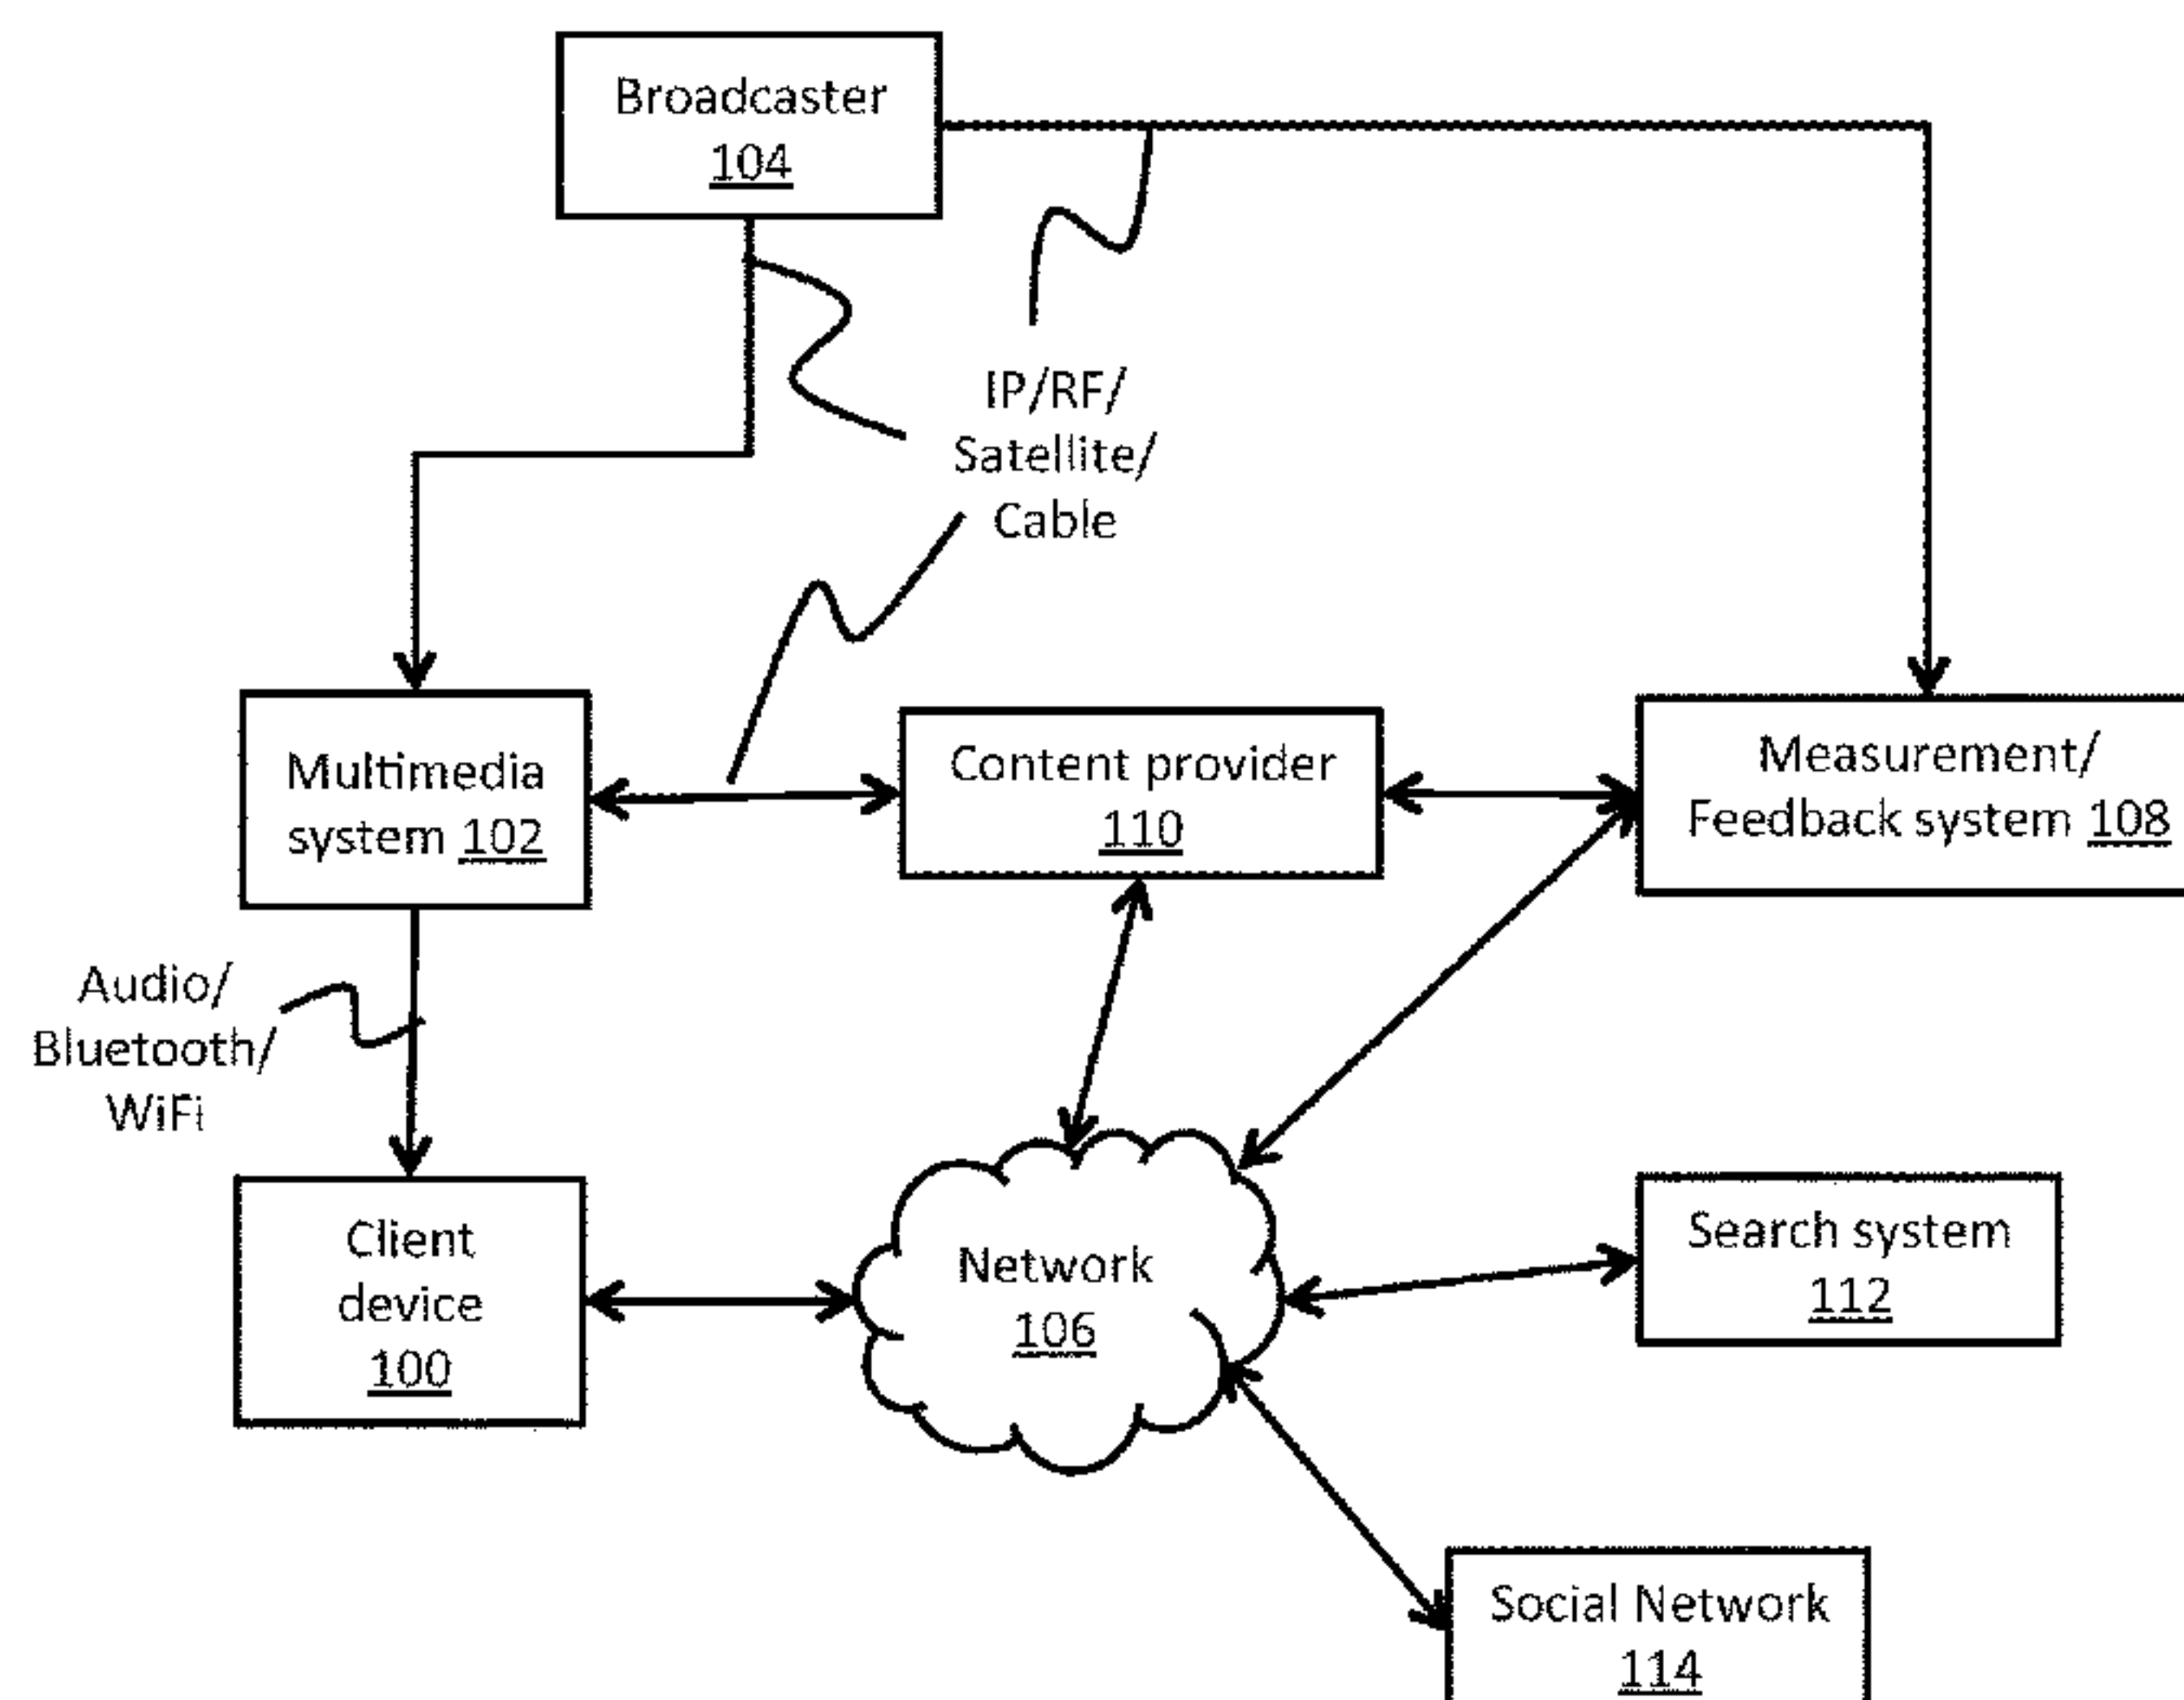 Broadcaster
104
IP/RF/
Satellite/
Cable
Multimedia
system 102
Content provider
110
Measurement/
Feedback system 108
Audio/
Bluetooth/
WiFi
Client
device
100
Network
106
Search system
112
Social Network
114